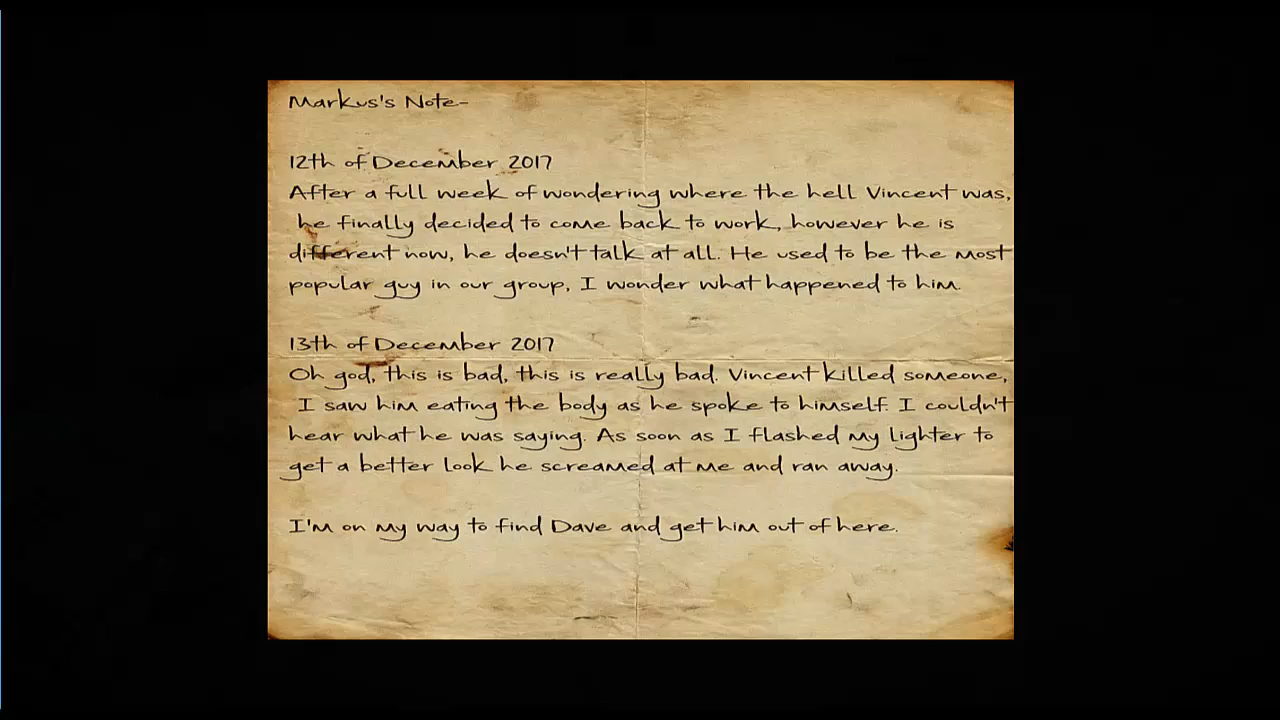 Markus's Note-
12th of December 2017
After a full week of wondering where the hell Vincent was,
he finally decided to come back to work, however he is
different now, he doesn't talk at all. He used to be the most
popular guy in our group, I wonder what happened to him.
13th of December 2017
Oh god, this is bad, this is really bad. Vincent killed someone,
I saw him eating the body as he spoke to himself. I couldn't
hear what he was saying. As soon as I flashed my lighter to
get a better look he screamed at me and ran away.
I'm on my way to find Dave and get him out of here.